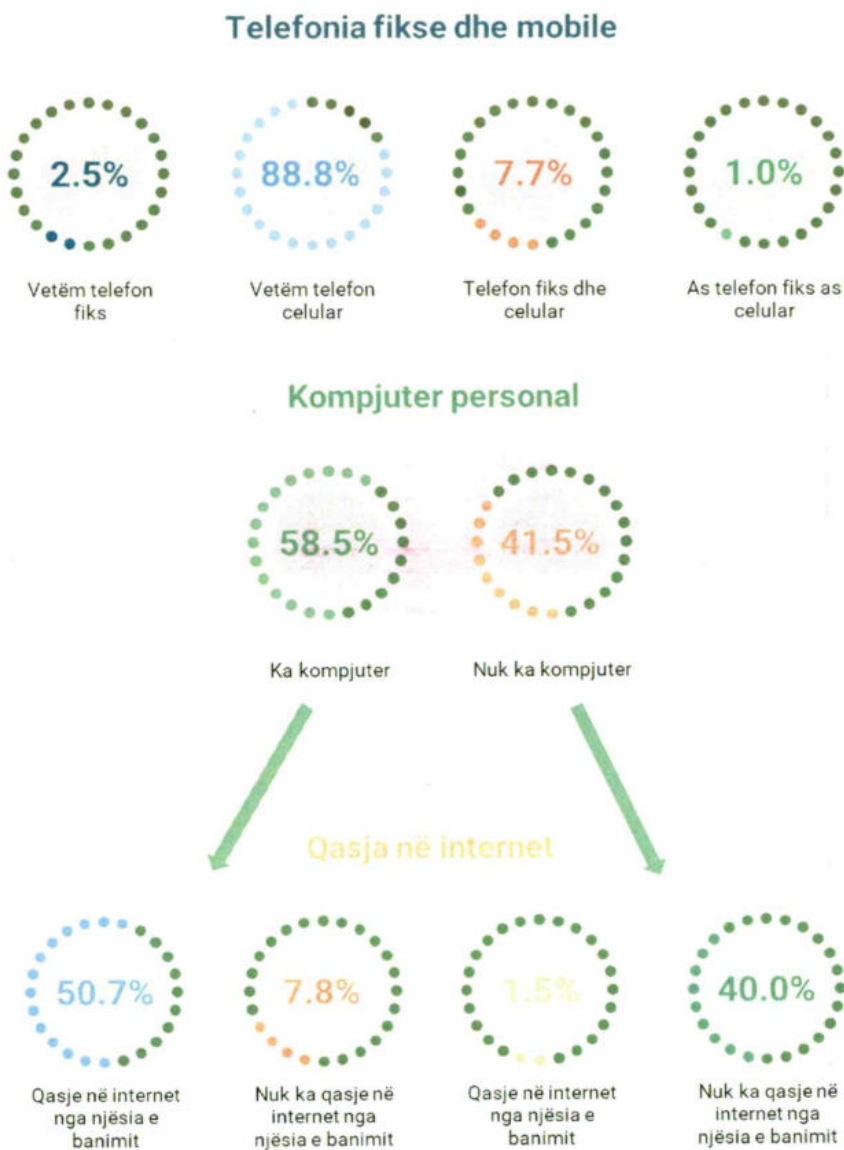 Telefonia fikse dhe mobile
2.5%
88.8%
7.7%
1.0%
Vetëm telefon
fiks
Vetëm telefon
celular
Telefon fiks dhe
celular
As telefon fiks as
celular
Kompjuter personal
58.5%
41.5%
Ka kompjuter
Nuk ka kompjuter
Qasja në internet
50.7%
7.8%
1.5%
40.0%
Qasje në internet
nga njësia e
banimit
Nuk ka qasje në
internet nga
njësia e banimit
Qasje në internet
nga njësia e
banimit
Nuk ka qasje në
internet nga
njësia e banimit